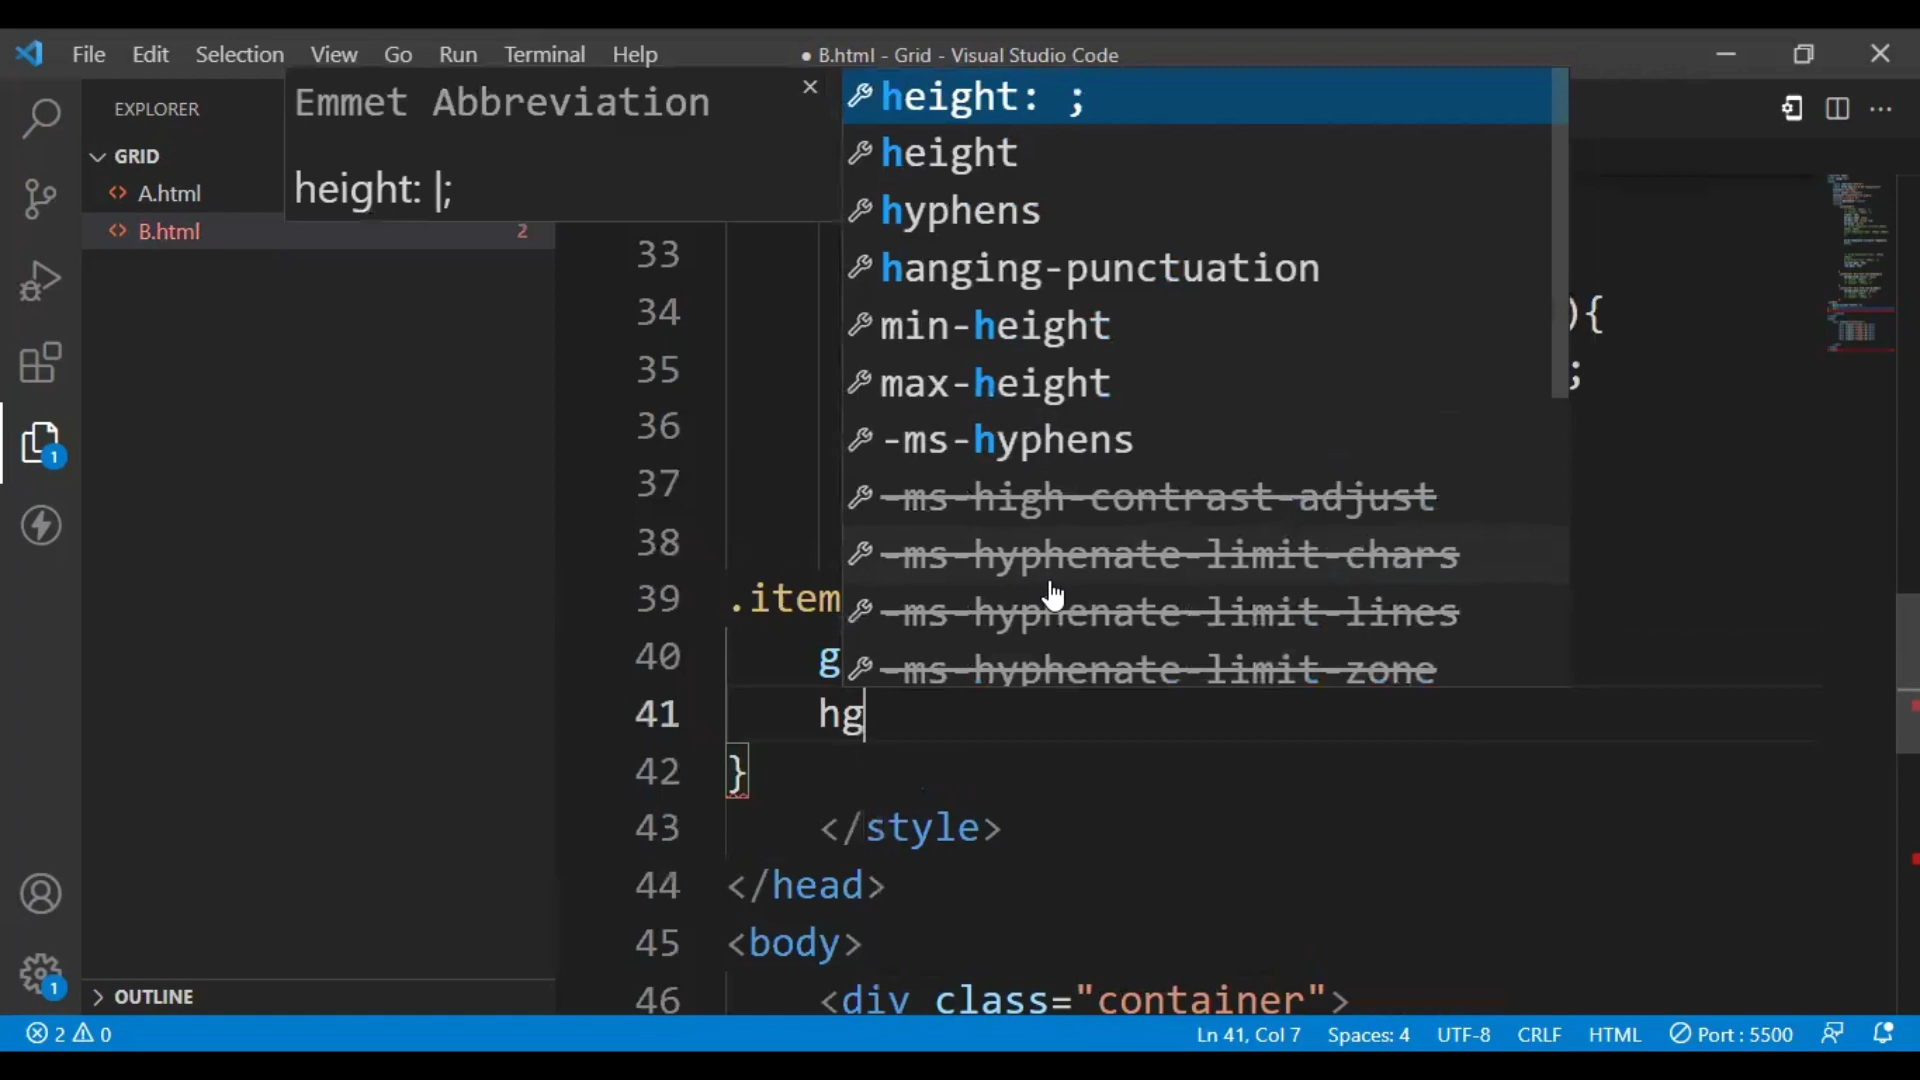 File Edit Selection View Go Run Terminal Help ● B.html - Grid - Visual Studio Code
EXPLORER
GRID
A.html
B.html 2
OUTLINE
Emmet Abbreviation
height: |;
height: ;
height
hyphens
hanging-punctuation
min-height
max-height
-ms-hyphens
-ms-high-contrast-adjust
-ms-hyphenate-limit-chars
-ms-hyphenate-limit-lines
-ms-hyphenate-limit-zone
33
34 ){
35 ;
36
37
38
39 .item
40 g
41 hg
42 }
43 </style>
44 </head>
45 <body>
46 <div class="container">
1
1
2 0 Ln 41, Col 7 Spaces: 4 UTF-8 CRLF HTML Port : 5500